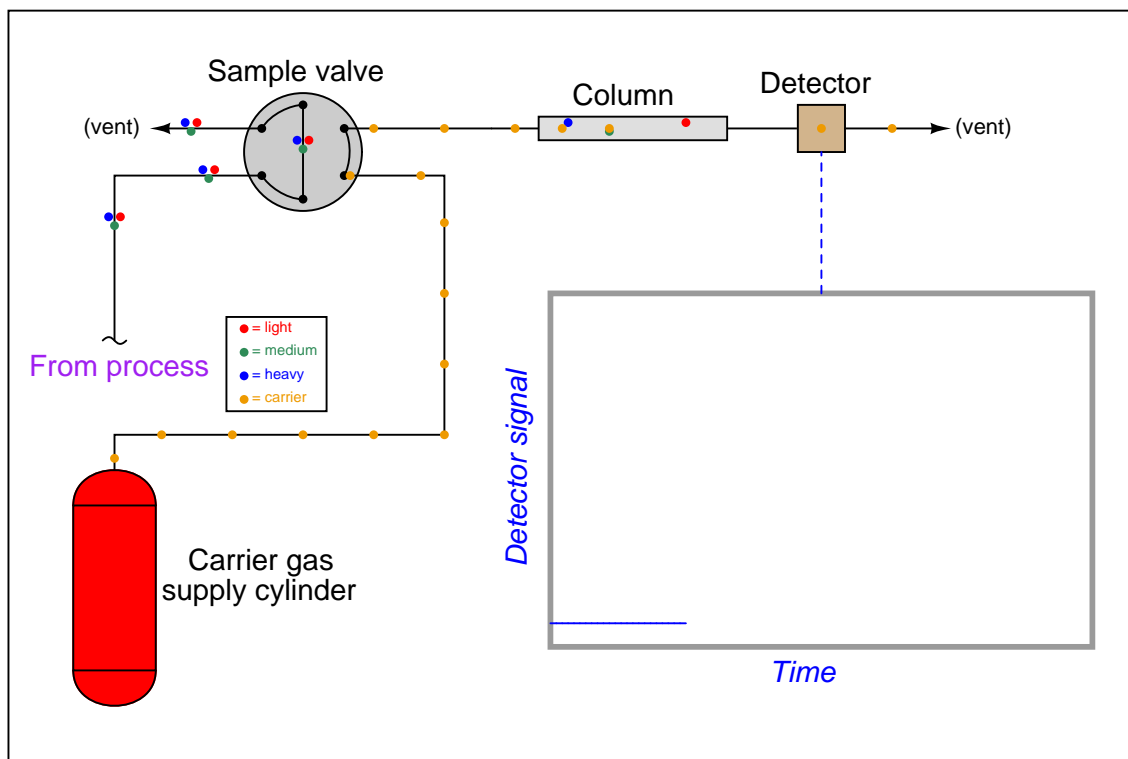 Sample valve
Column
Detector
(vent)
(vent)
= light
= medium
= heavy
= carrier
From process
Detector signal
Carrier gas
supply cylinder
Time